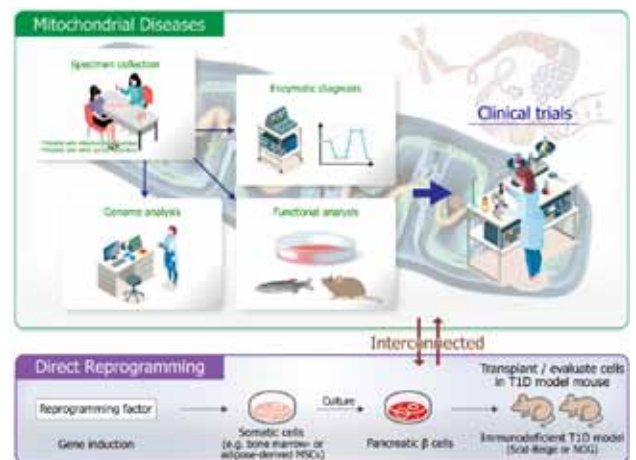 Mitochondrial Diseases
Specimen collection
Enzymatic diagnosis
Clinical trials
Genome analysis
Functional analysis
Interconnected
Direct Reprogramming
Reprogramming factor
Gene induction
Somatic cells
(e.g. bone marrow- or
adipose-derived MSCs)
Culture
Pancreatic β cells
Transplant / evaluate cells
in T1D model mouse
Immunodeficient T1D model
(Scid-Beige or NOG)